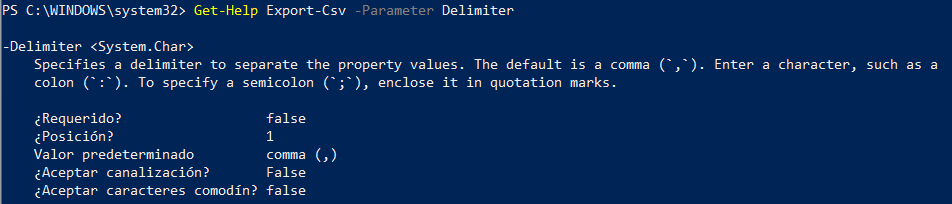 PS C:\WINDOWS\system32> Get-Help Export-Csv -Parameter Delimiter
-Delimiter <System.Char>
Specifies a delimiter to separate the property values. The default is a comma (`,`). Enter a character, such as a
colon (`:`). To specify a semicolon (`;`), enclose it in quotation marks.
¿Requerido? false
¿Posición? 1
Valor predeterminado comma (,)
¿Aceptar canalización? False
¿Aceptar caracteres comodín? false